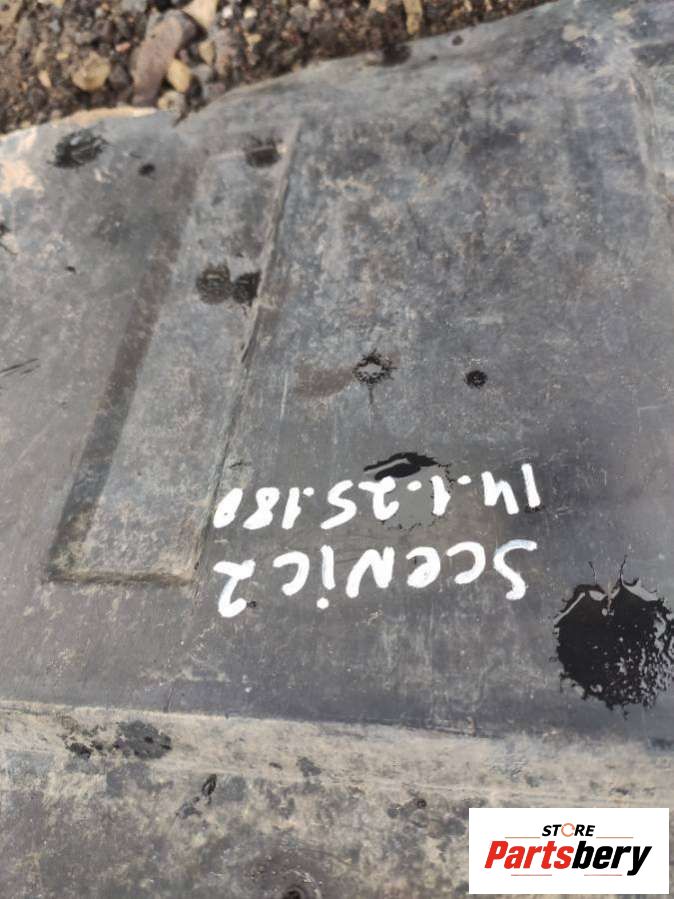 Scenic 2
14.1.25.180
STORE
Partsbery